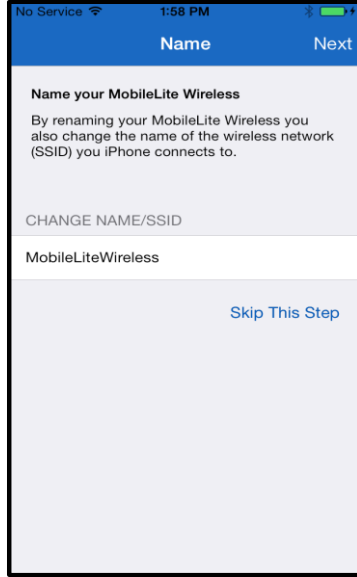 No Service 1:58 PM
Name Next
Name your MobileLite Wireless
By renaming your MobileLite Wireless you
also change the name of the wireless network
(SSID) you iPhone connects to.
CHANGE NAME/SSID
MobileLiteWireless
Skip This Step